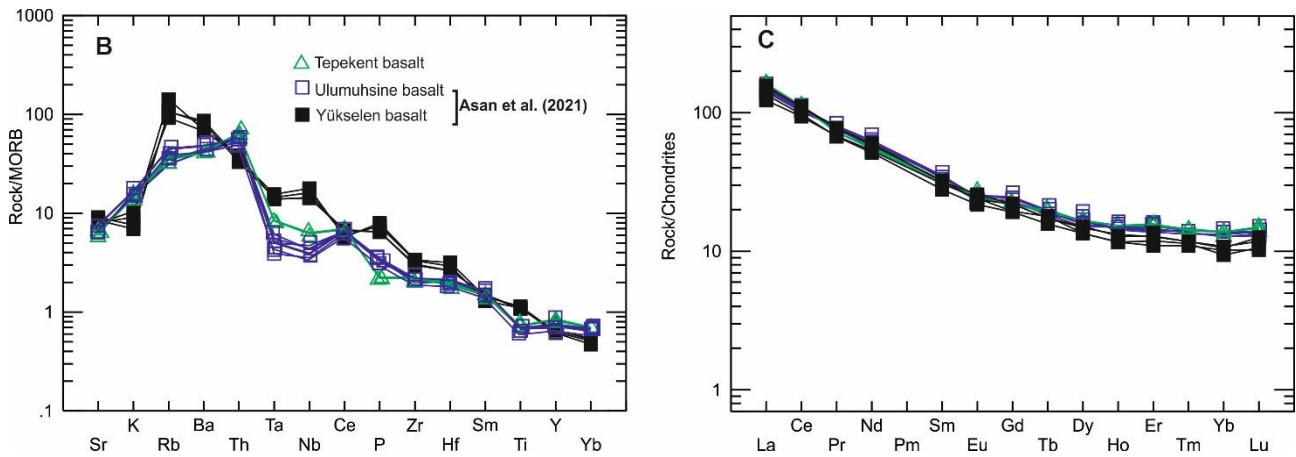 B
Rock/MORB
1000
100
10
1
.1
Tepekent basalt
Ulumuhsine basalt
Yükselen basalt
Asan et al. (2021)
K Ba Ta Ce Zr Sm Y
Sr Rb Th Nb P Hf Ti Yb
C
Rock/Chondrites
100
10
1
Ce Nd Sm Gd Dy Er Yb
La Pr Pm Eu Tb Ho Tm Lu